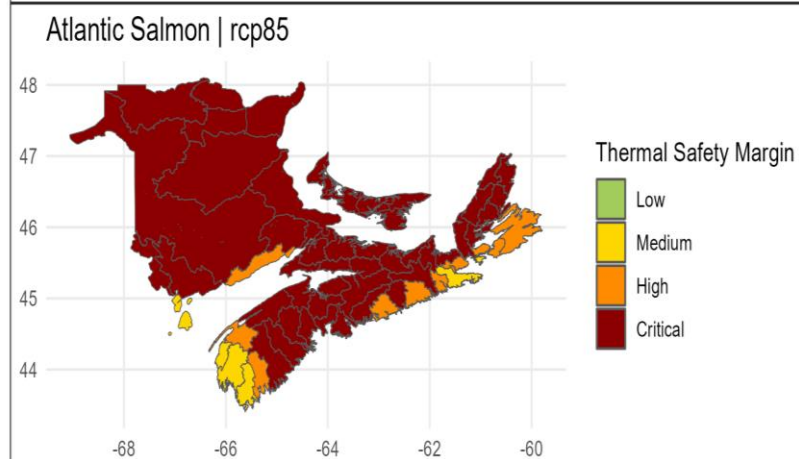 Atlantic Salmon | rcp85
48
47
46
45
44
-68
-66
-64
-62
-60
Thermal Safety Margin
Low
Medium
High
Critical